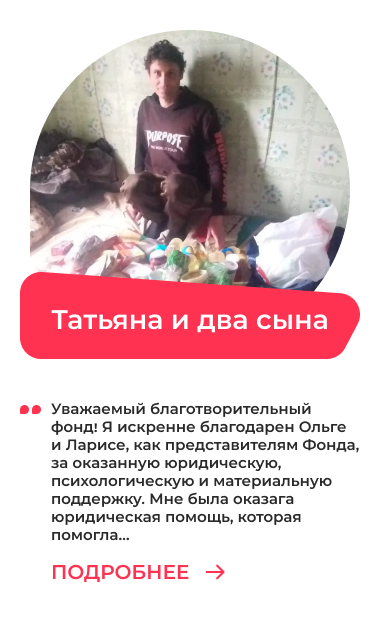 PURPOSE
Татьяна и два сына
Уважаемый благотворительный
фонд! Я искренне благодарен Ольге
и Ларисе, как представителям Фонда,
за оказанную юридическую,
психологическую и материальную
поддержку. Мне была оказага
юридическая помощь, которая
помогла...
ПОДРОБНЕЕ